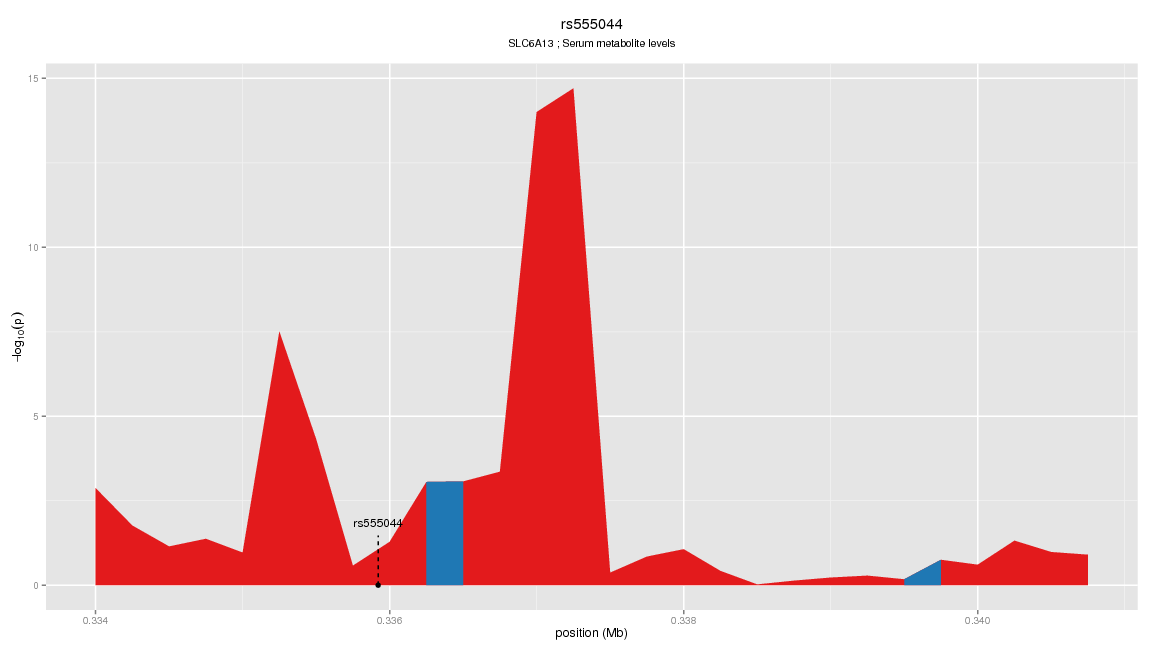 rs555044
SLC6A13 ; Serum metabolite levels
15
10
5
0
−log10(p)
rs555044
0.334
0.336
0.338
0.340
position (Mb)